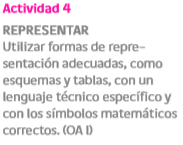 Actividad 4
REPRESENTAR
Utilizar formas de repre-
sentación adecuadas, como
esquemas y tablas, con un
lenguaje técnico específico y
con los símbolos matemáticos
correctos. (OA l)